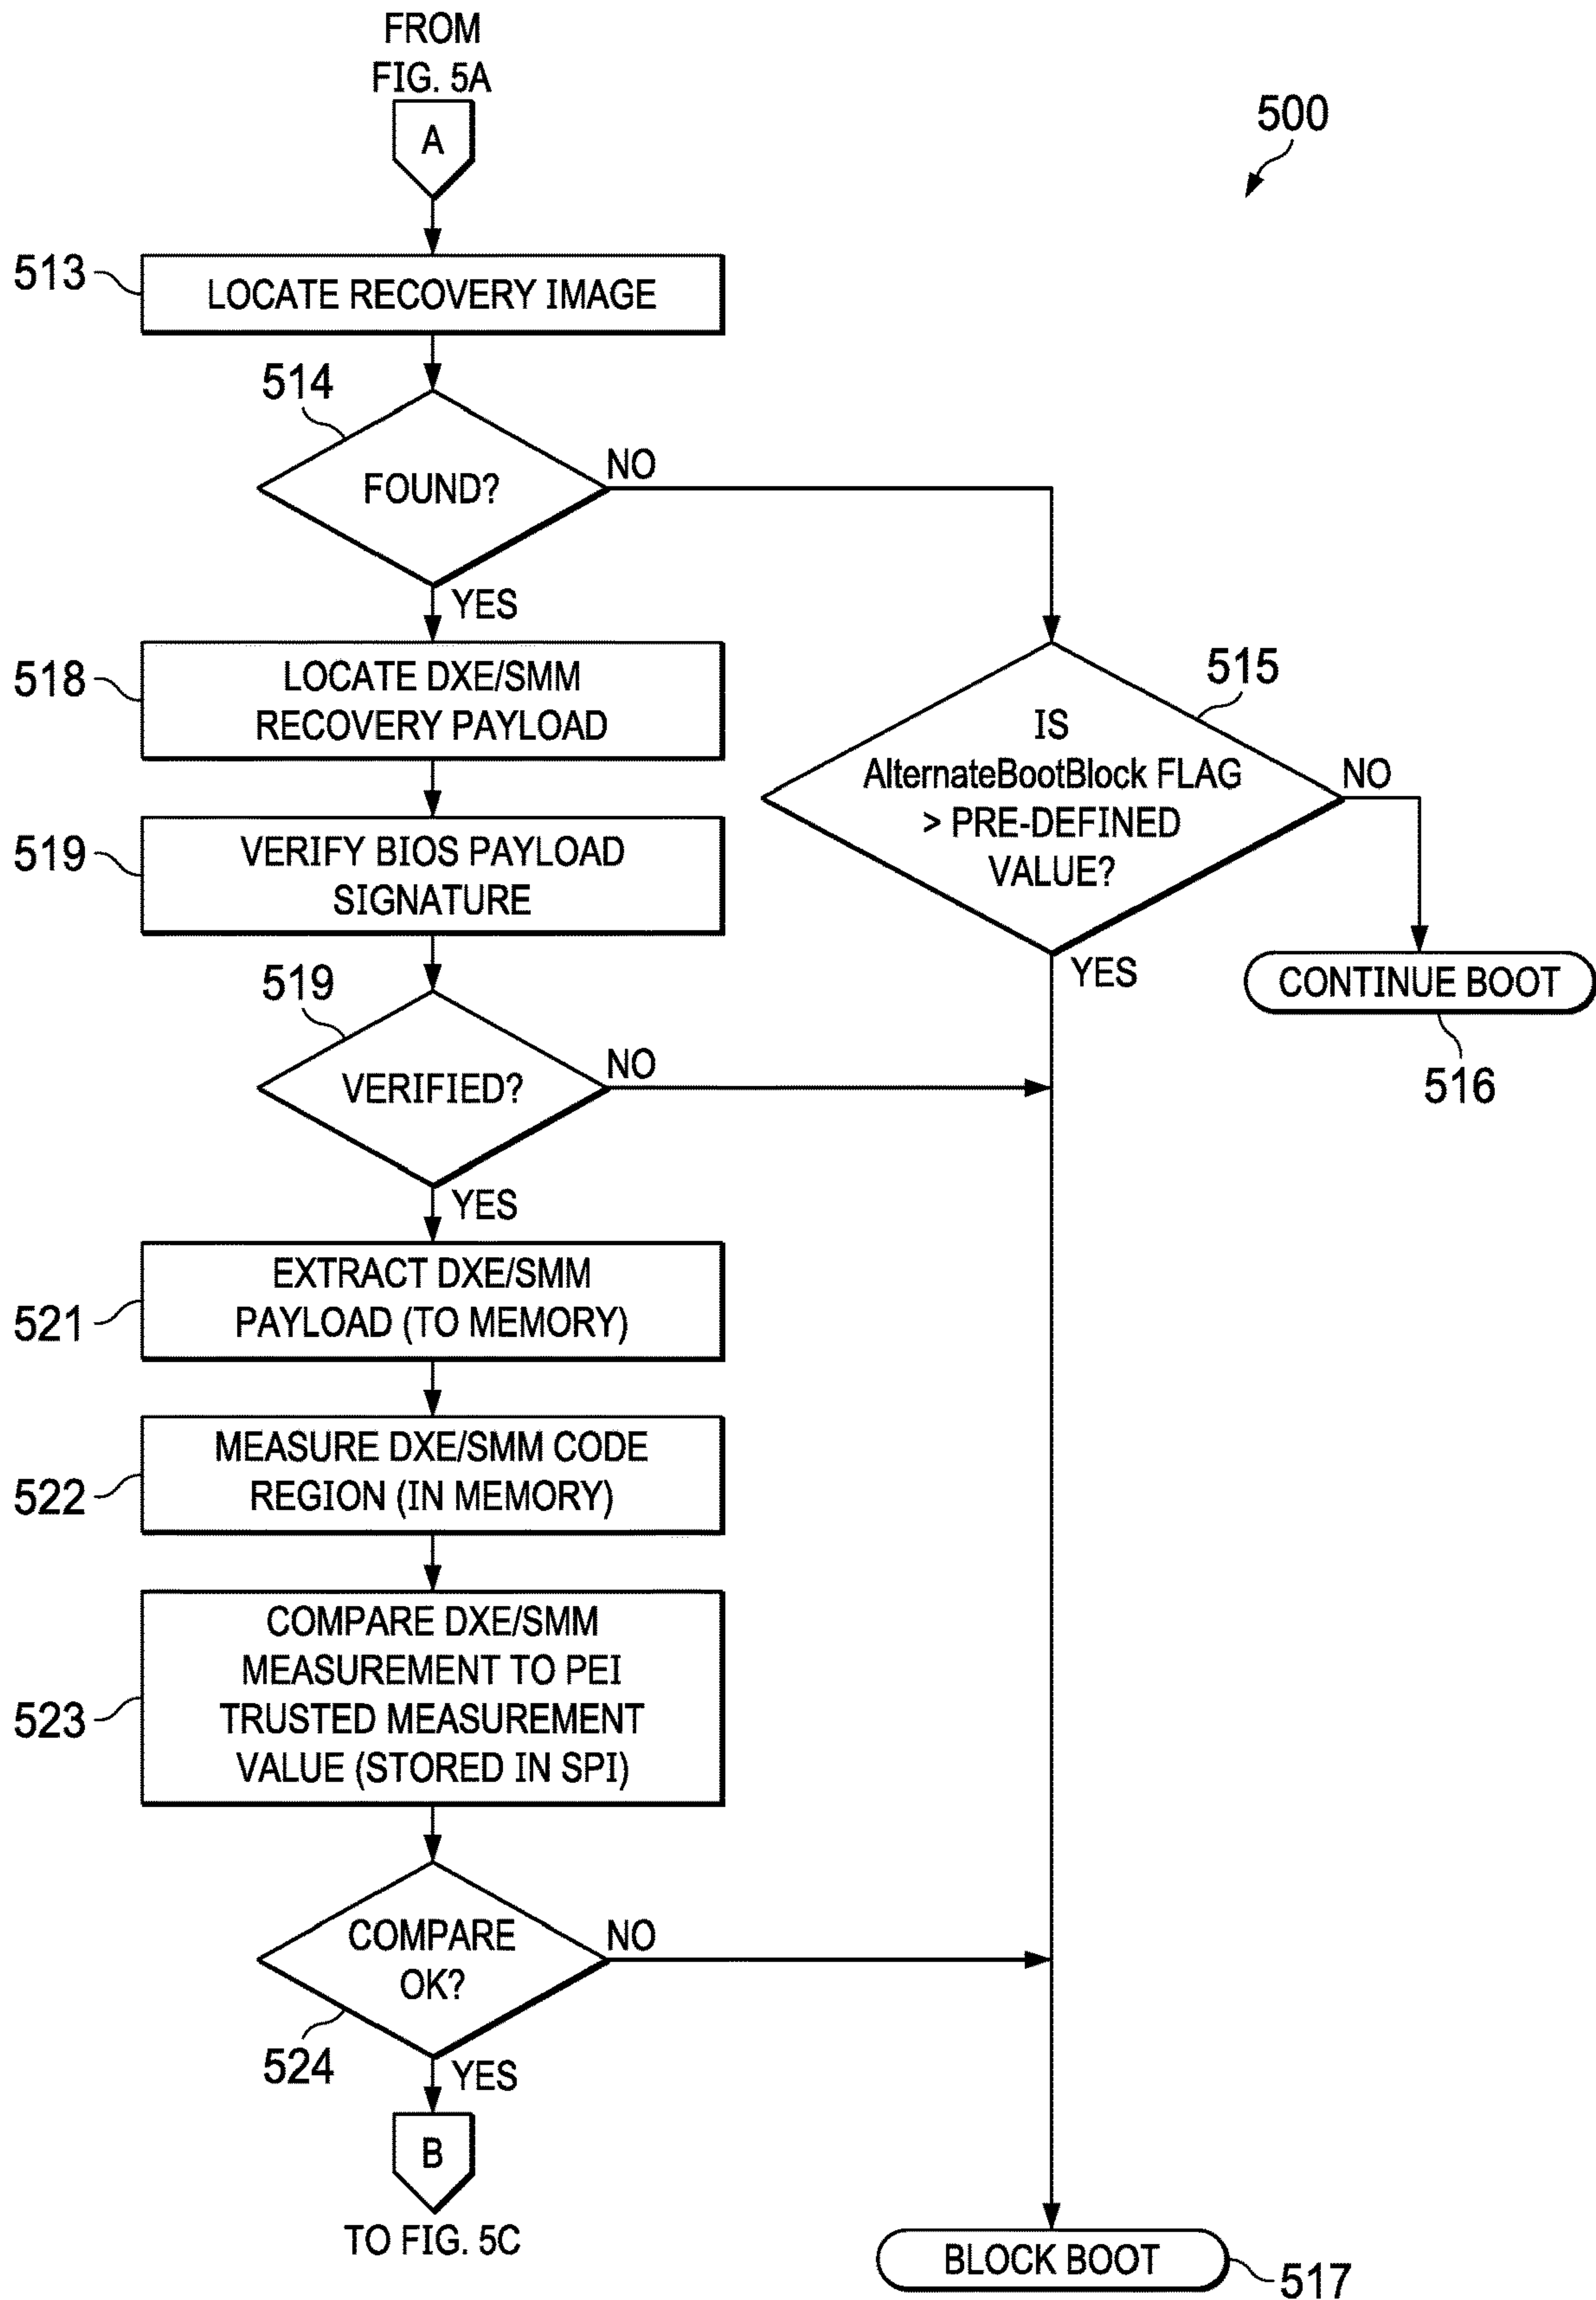 FROM
FIG. 5A
A
500
513
LOCATE RECOVERY IMAGE
514
FOUND?
NO
YES
518
LOCATE DXE/SMM
RECOVERY PAYLOAD
515
IS
AlternateBootBlock FLAG
> PRE-DEFINED
VALUE?
NO
YES
CONTINUE BOOT
516
519
VERIFY BIOS PAYLOAD
SIGNATURE
519
VERIFIED?
NO
YES
521
EXTRACT DXE/SMM
PAYLOAD (TO MEMORY)
522
MEASURE DXE/SMM CODE
REGION (IN MEMORY)
523
COMPARE DXE/SMM
MEASUREMENT TO PEI
TRUSTED MEASUREMENT
VALUE (STORED IN SPI)
COMPARE
OK?
NO
524
YES
B
TO FIG. 5C
BLOCK BOOT
517